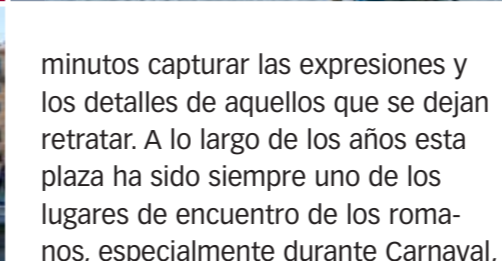 minutos capturar las expresiones y
los detalles de aquellos que se dejan
retratar. A lo largo de los años esta
plaza ha sido siempre uno de los
lugares de encuentro de los roma-
nos, especialmente durante Carnaval,